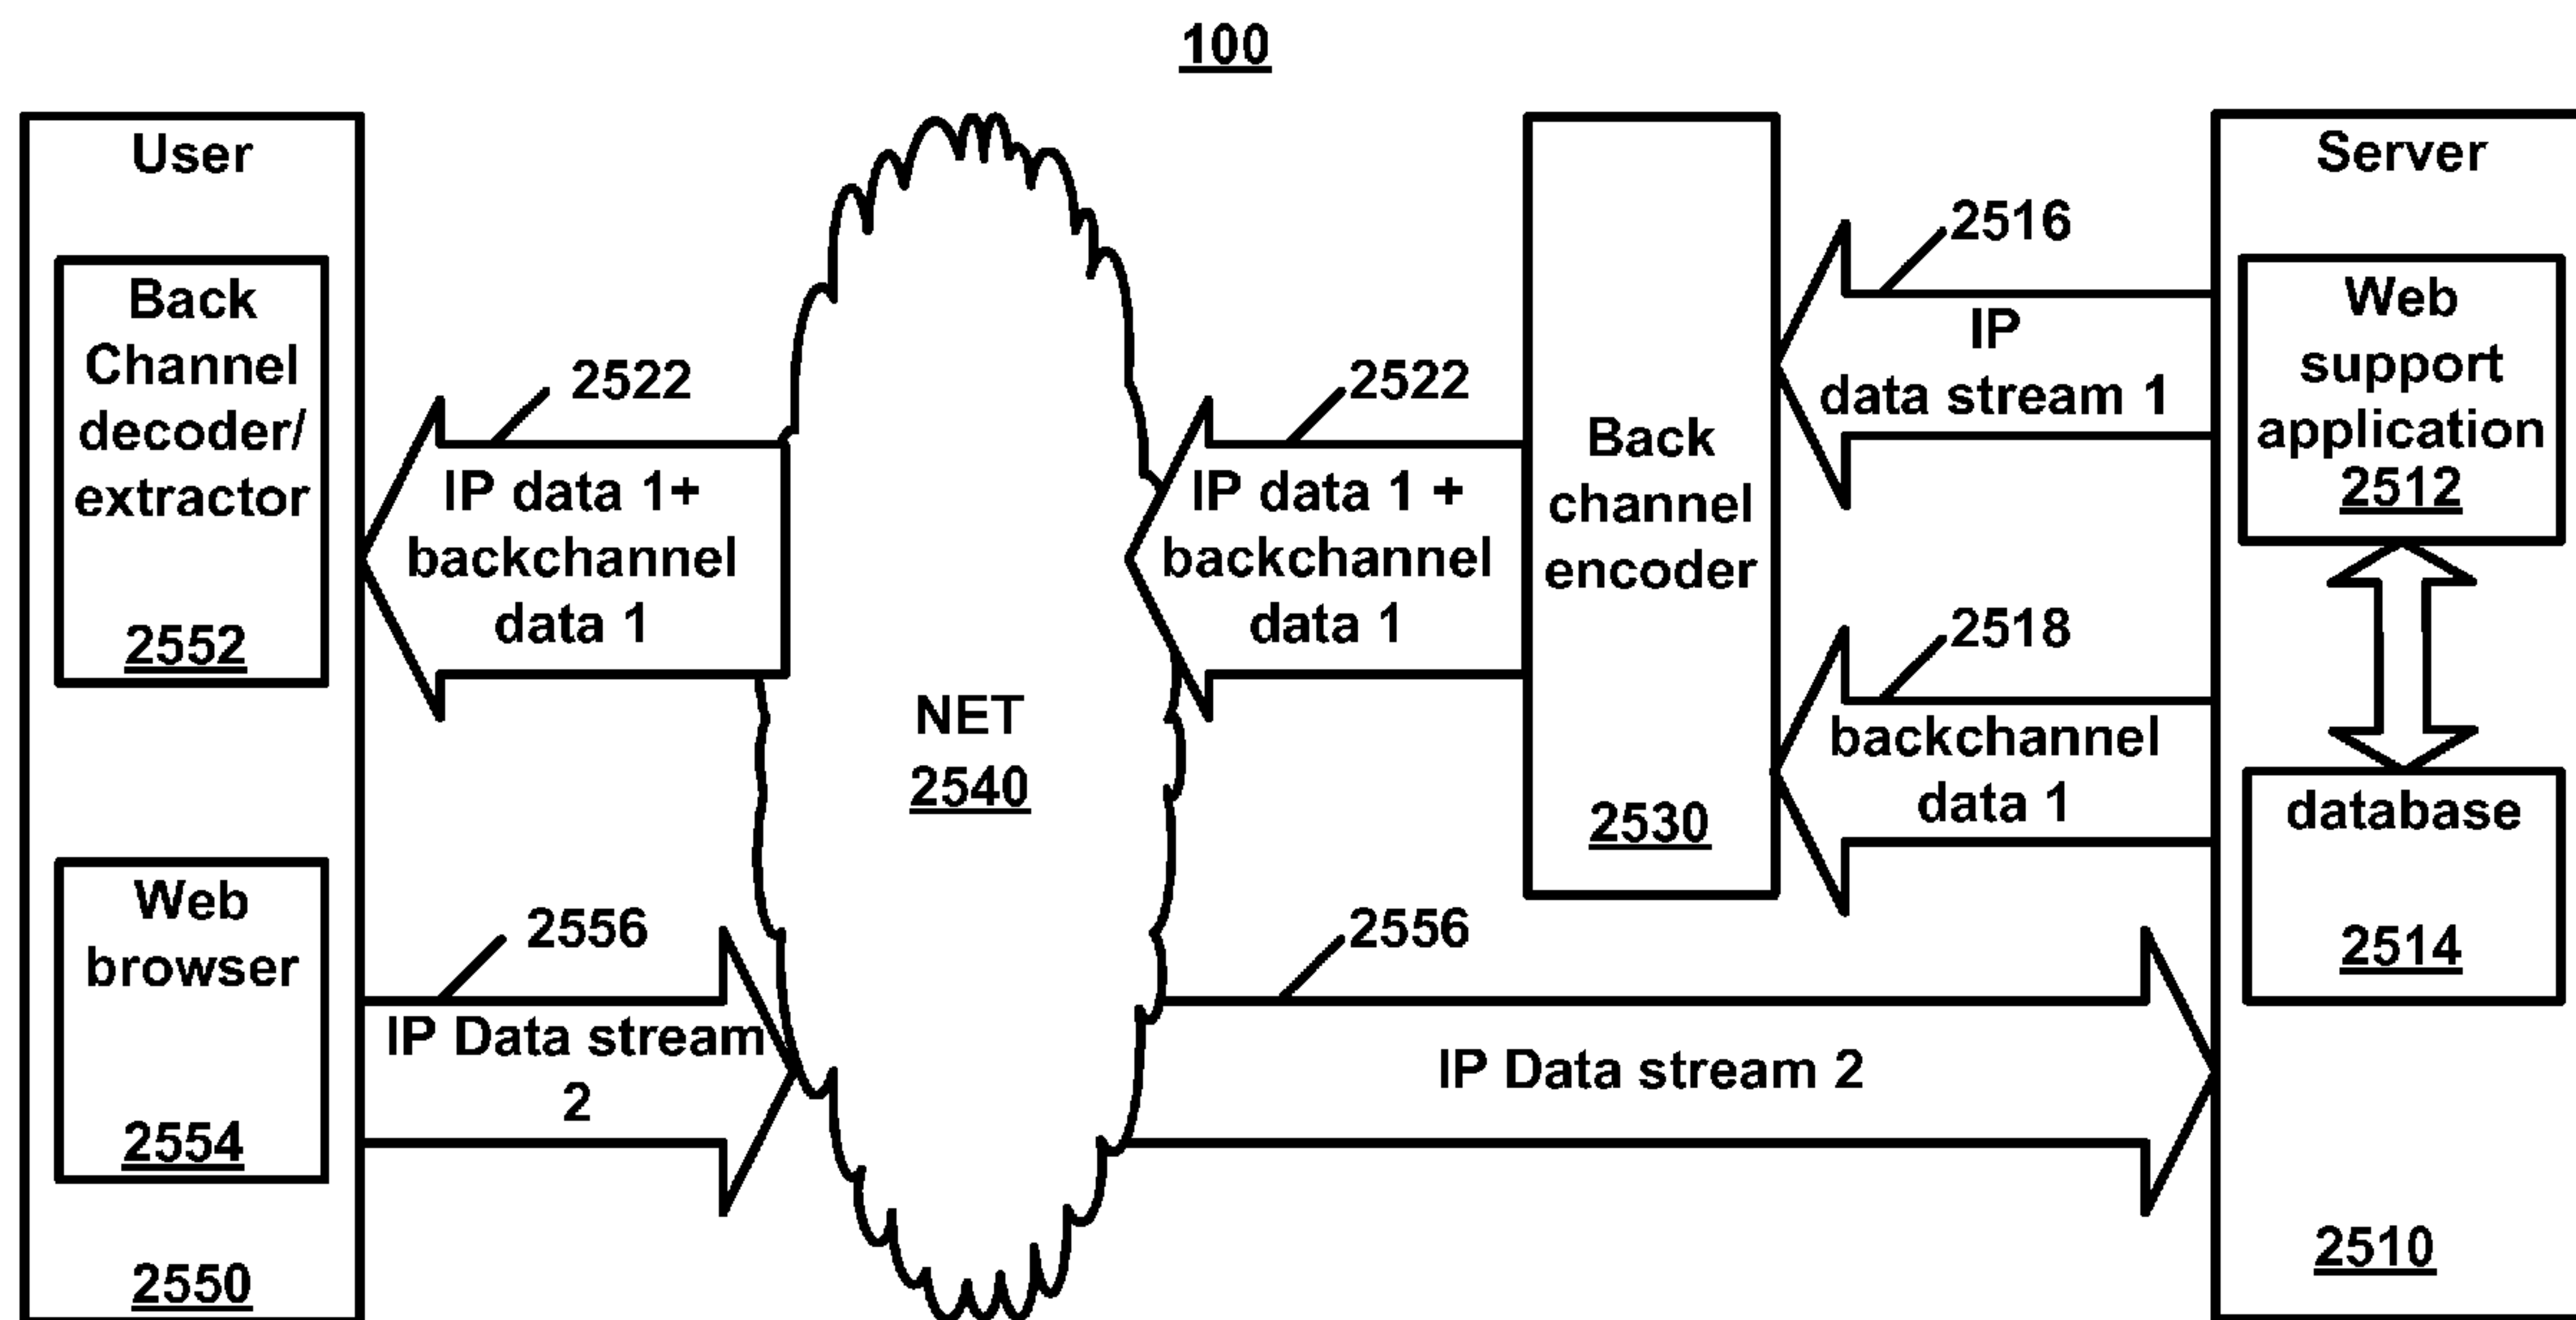 100
User
Back
Channel
decoder/
extractor
2552
Web
browser
2554
2550
2522
IP data 1+
backchannel
data 1
2556
IP Data stream
2
NET
2540
2522
IP data 1 +
backchannel
data 1
2556
IP Data stream 2
Back
channel
encoder
2530
2516
IP
data stream 1
2518
backchannel
data 1
Server
Web
support
application
2512
database
2514
2510